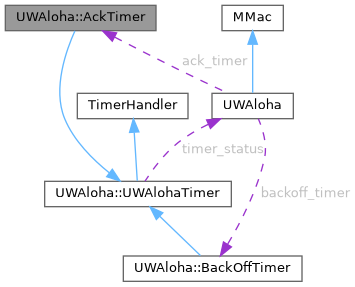 UWAloha::AckTimer
MMac
ack_timer
TimerHandler
UWAloha
timer_status
UWAloha::UWAlohaTimer
backoff_timer
UWAloha::BackOffTimer